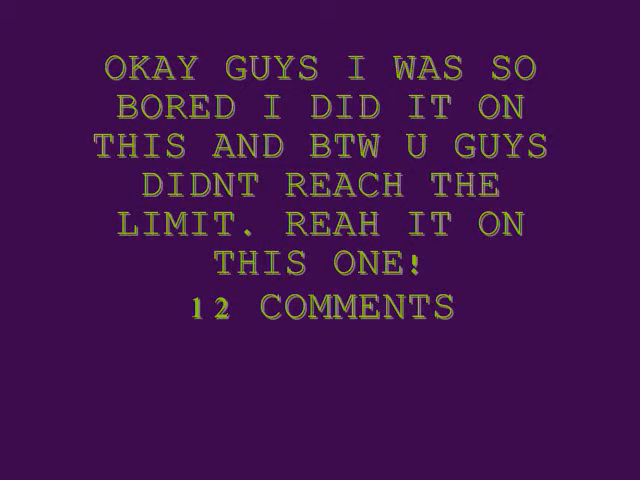 OKAY GUYS I WAS SO
BORED I DID IT ON
THIS AND BTW U GUYS
DIDNT REACH THE
LIMIT. REAH IT ON
THIS ONE!
12 COMMENTS